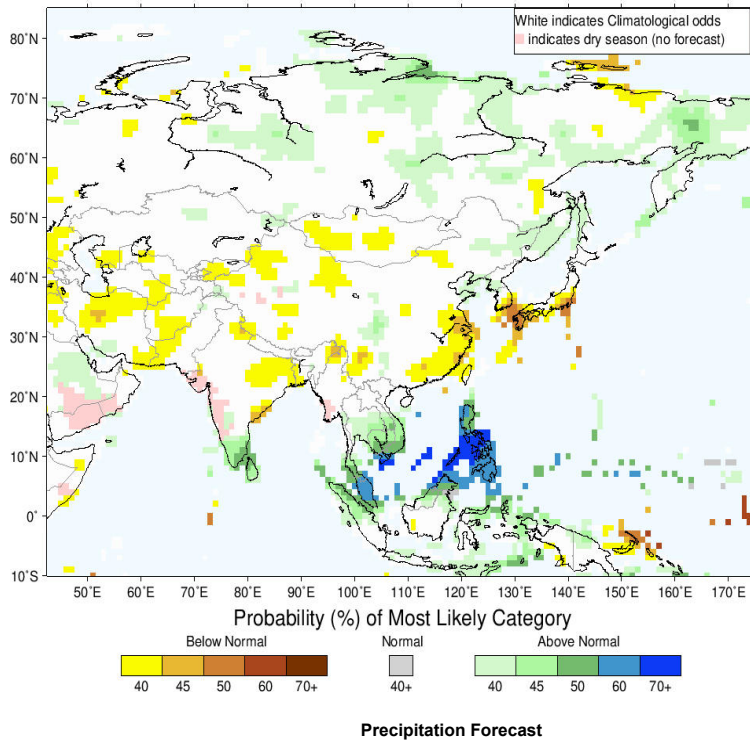 White indicates Climatological odds
indicates dry season (no forecast)
80˚N
70˚N
60˚N
50˚N
40˚N
30˚N
20˚N
10˚N
0˚
10˚S
50˚E 60˚E 70˚E 80˚E 90˚E 100˚E 110˚E 120˚E 130˚E 140˚E 150˚E 160˚E 170˚E
Probability (%) of Most Likely Category
Below Normal Normal Above Normal
40 45 50 60 70+ 40+ 40 45 50 60 70+
Precipitation Forecast